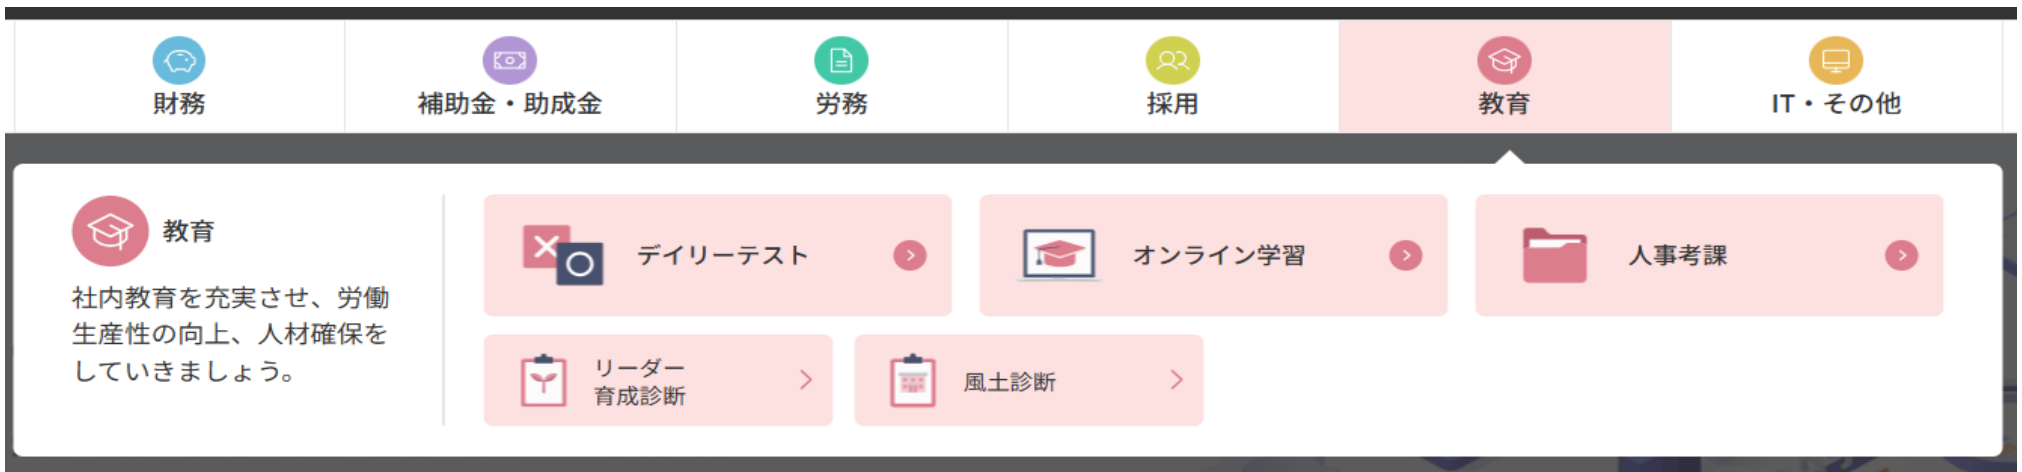 財務
補助金・助成金
労務
採用
教育
IT・その他
教育
社内教育を充実させ、労働
生産性の向上、人材確保を
していきましょう。
デイリーテスト
オンライン学習
人事考課
リーダー
育成診断
風土診断